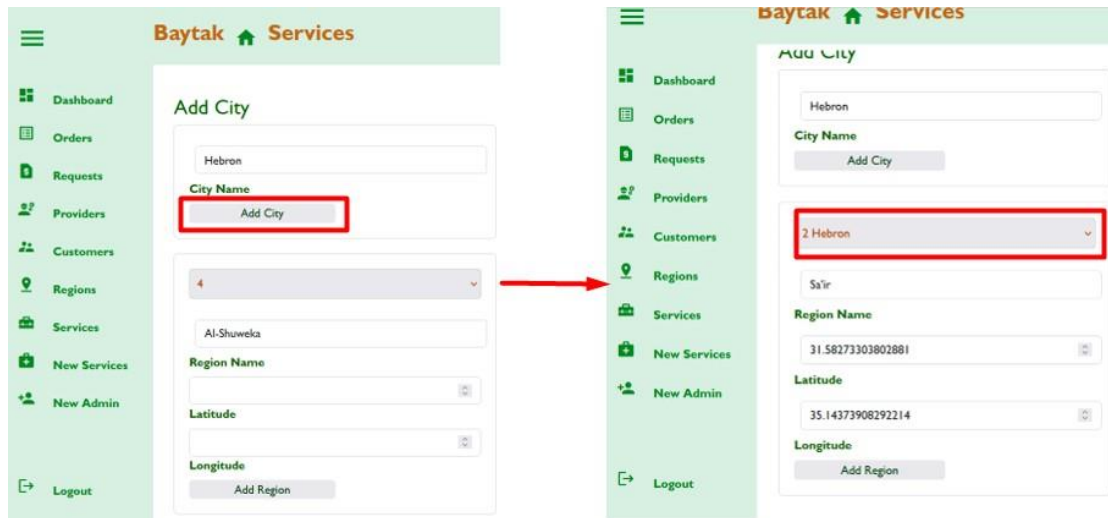 Baytak Services
Dashboard
Orders
Requests
Providers
Customers
Regions
Services
New Services
New Admin
Logout
Add City
Hebron
City Name
Add City
4
Al-Shuweka
Region Name
Latitude
Longitude
Add Region
Baytak Services
Dashboard
Orders
Requests
Providers
Customers
Regions
Services
New Services
New Admin
Logout
Add City
Hebron
City Name
Add City
2 Hebron
Sa'ir
Region Name
31.58273303802881
Latitude
35.14373908292214
Longitude
Add Region